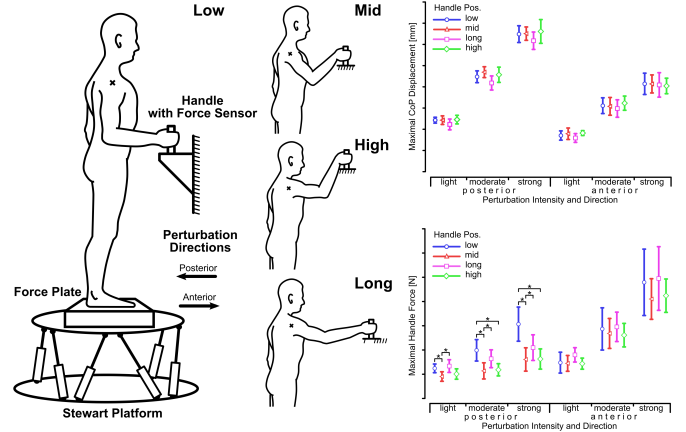 Low
Handle
with Force Sensor
Perturbation
Directions
Posterior
Anterior
Force Plate
Stewart Platform
Mid
High
Long
Maximal CoP Displacement [mm]
Handle Pos.
low
mid
long
high
light moderate strong light moderate strong
posterior anterior
Perturbation Intensity and Direction
Maximal Handle Force [N]
Handle Pos.
low
mid
long
high
* *
* * *
* * *
light moderate strong light moderate strong
posterior anterior
Perturbation Intensity and Direction